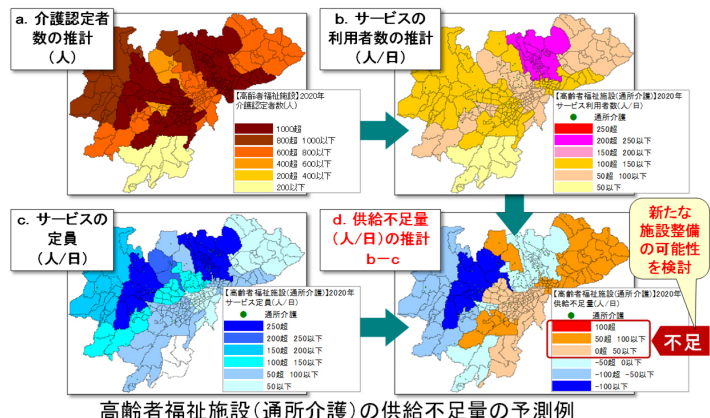 a. 介護認定者
数の推計
(人)
【高齢者福祉施設】2020年
介護認定者数(人)
1000超
800超 1000以下
600超 800以下
400超 600以下
200超 400以下
200以下
b. サービスの
利用者数の推計
(人/日)
【高齢者福祉施設(通所介護)】2020年
サービス利用者数(人/日)
通所介護
250超
200超 250以下
150超 200以下
100超 150以下
50超 100以下
50以下
c. サービスの
定員
(人/日)
【高齢者福祉施設(通所介護)】2020年
サービス定員(人/日)
通所介護
250超
200超 250以下
150超 200以下
100超 150以下
50超 100以下
50以下
d. 供給不足量
(人/日)の推計
b-c
【高齢者福祉施設(通所介護)】2020年
供給不足量(人/日)
通所介護
100超
50超 100以下
0超 50以下
-50超 0以下
-100超 -50以下
-100以下
新たな
施設整備
の可能性
を検討
不足
高齢者福祉施設(通所介護)の供給不足量の予測例